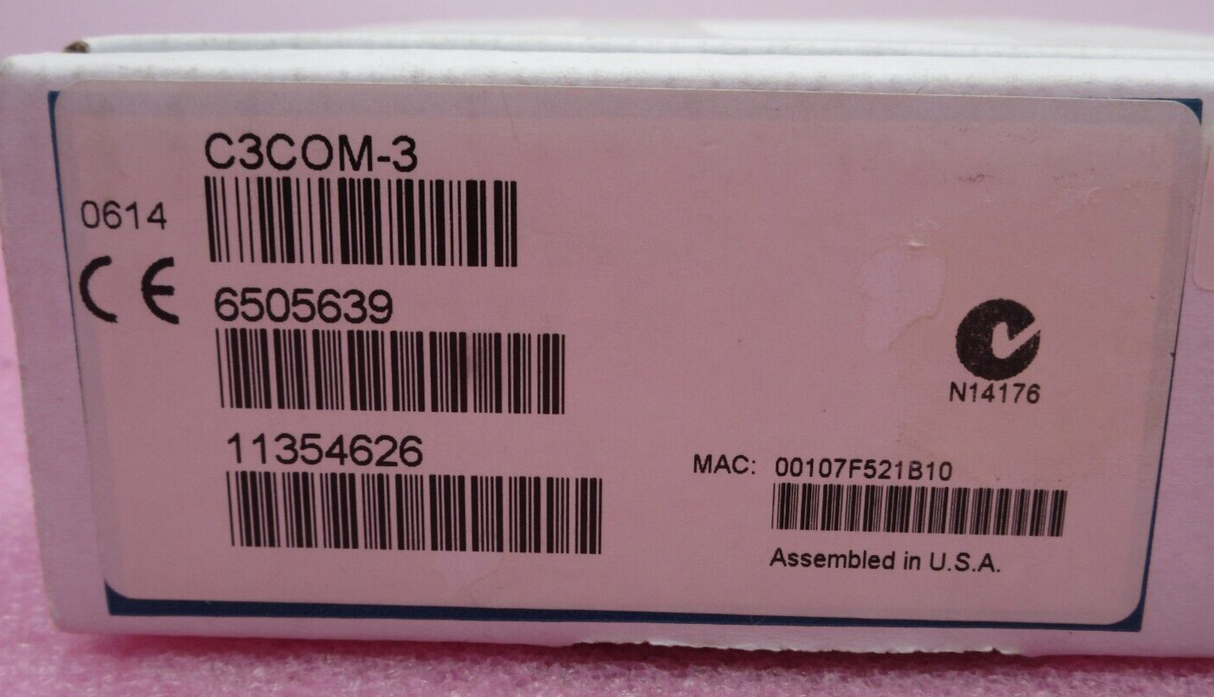 C3COM-3
0614
CE
6505639
N14176
11354626
MAC: 00107F521B10
Assembled in U.S.A.